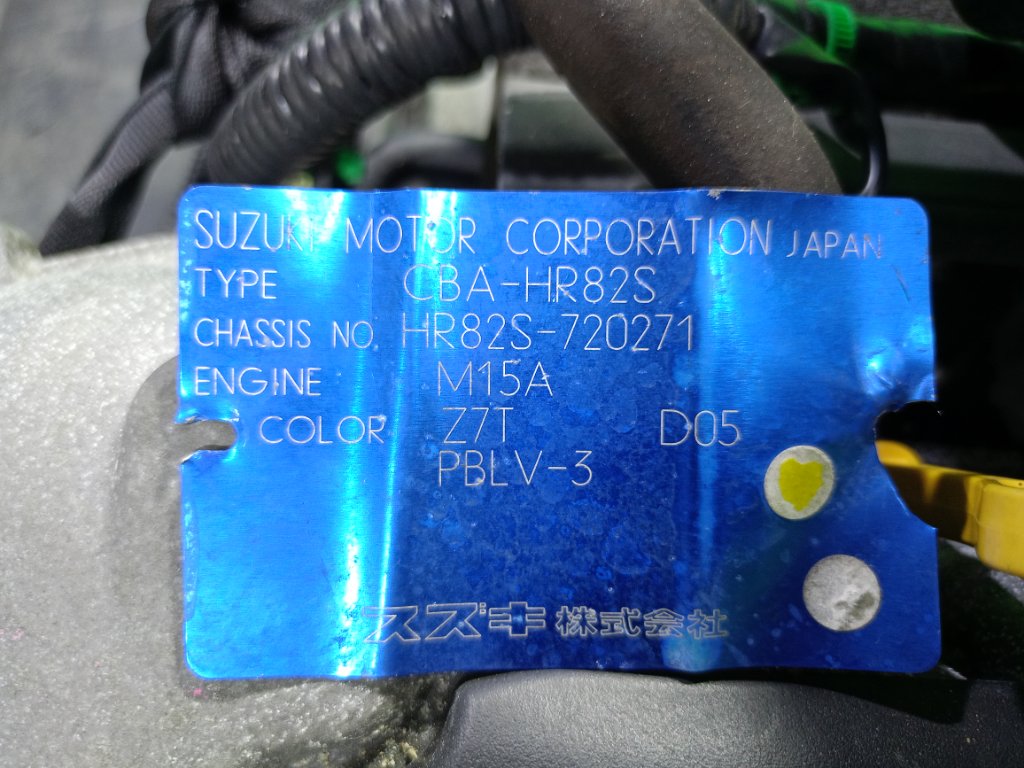 SUZUKI MOTOR CORPORATION JAPAN
TYPE CBA-HR82S
CHASSIS NO. HR82S-720271
ENGINE M15A
COLOR Z7T D05
PBLV-3
スズキ株式会社